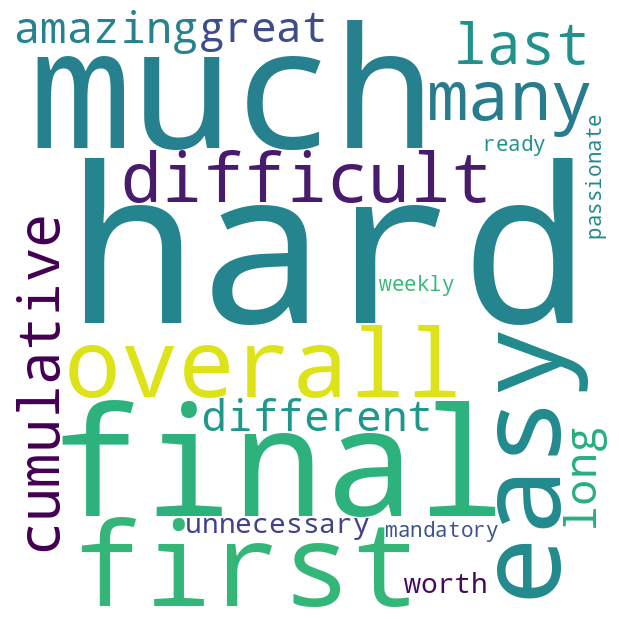 amazing
great
last
much
many
ready
passionate
difficult
hard
cumulative
weekly
overall
easy
different
final
long
unnecessary
mandatory
first
worth